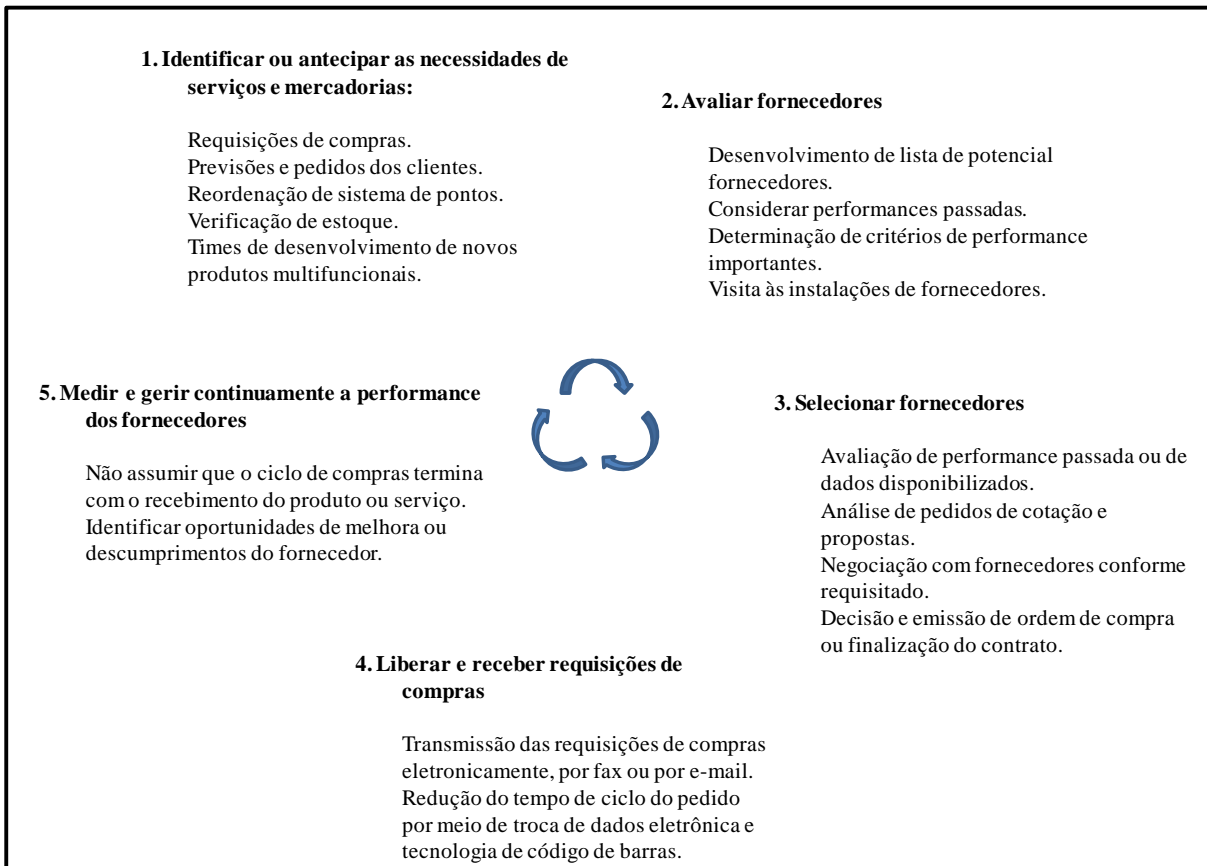 1. Identificar ou antecipar as necessidades de
serviços e mercadorias:
Requisições de compras.
Previsões e pedidos dos clientes.
Reordenação de sistema de pontos.
Verificação de estoque.
Times de desenvolvimento de novos
produtos multifuncionais.
2. Avaliar fornecedores
Desenvolvimento de lista de potencial
fornecedores.
Considerar performances passadas.
Determinação de critérios de performance
importantes.
Visita às instalações de fornecedores.
3. Selecionar fornecedores
Avaliação de performance passada ou de
dados disponibilizados.
Análise de pedidos de cotação e
propostas.
Negociação com fornecedores conforme
requisitado.
Decisão e emissão de ordem de compra
ou finalização do contrato.
4. Liberar e receber requisições de
compras
Transmissão das requisições de compras
eletronicamente, por fax ou por e-mail.
Redução do tempo de ciclo do pedido
por meio de troca de dados eletrônica e
tecnologia de código de barras.
5. Medir e gerir continuamente a performance
dos fornecedores
Não assumir que o ciclo de compras termina
com o recebimento do produto ou serviço.
Identificar oportunidades de melhora ou
descumprimentos do fornecedor.